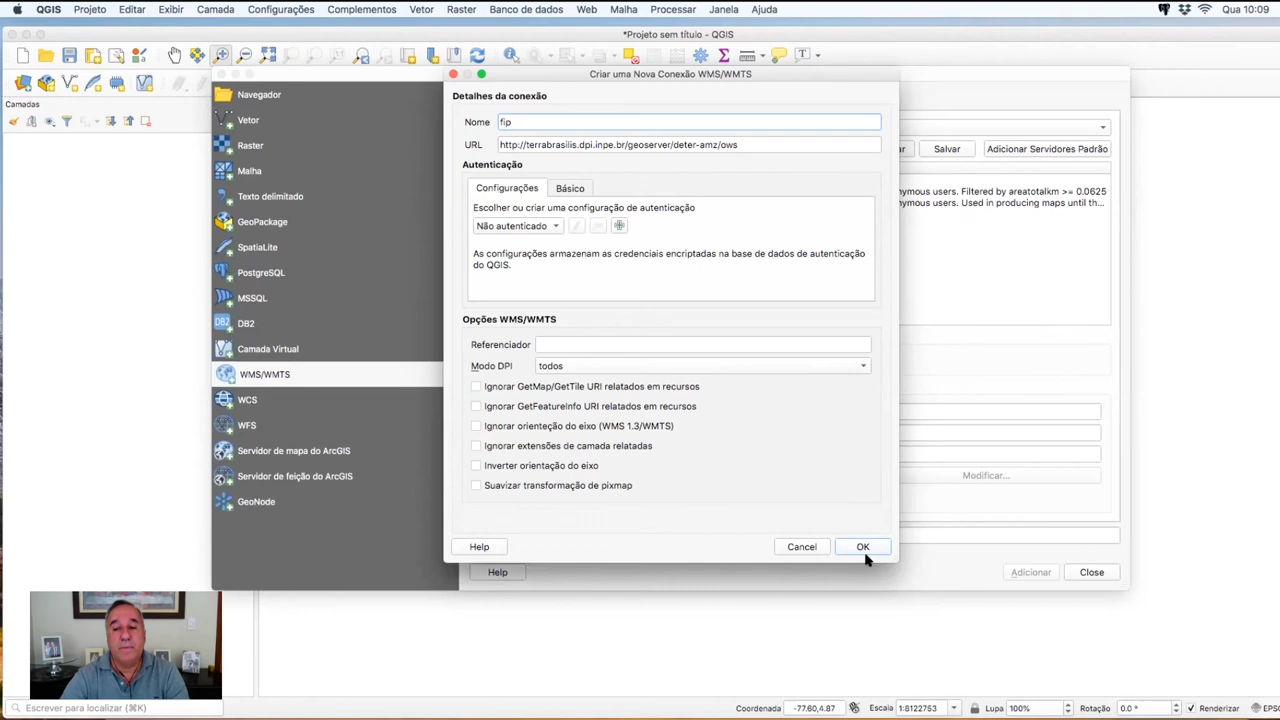 QGIS Projeto Editar Exibir Camada Configurações Complementos Vetor Raster Banco de dados Web Malha Processar Janela Ajuda
Qua 10:09
*Projeto sem título - QGIS
Camadas
Navegador
Vetor
Raster
Malha
Texto delimitado
GeoPackage
SpatiaLite
PostgreSQL
MSSQL
DB2
Camada Virtual
WMS/WMTS
WCS
WFS
Servidor de mapa do ArcGIS
Servidor de feição do ArcGIS
GeoNode
Criar uma Nova Conexão WMS/WMTS
Detalhes da conexão
Nome fip
URL http://terrabrasilis.dpi.inpe.br/geoserver/deter-amz/ows
Autenticação
Configurações Básico
Escolher ou criar uma configuração de autenticação
Não autenticado
As configurações armazenam as credenciais encriptadas na base de dados de autenticação
do QGIS.
Opções WMS/WMTS
Referenciador
Modo DPI todos
Ignorar GetMap/GetTile URI relatados em recursos
Ignorar GetFeatureInfo URI relatados em recursos
Ignorar orienteção do eixo (WMS 1.3/WMTS)
Ignorar extensões de camada relatadas
Inverter orientação do eixo
Suavizar transformação de pixmap
Help Cancel OK
ar Salvar Adicionar Servidores Padrão
nymous users. Filtered by areatotalkm >= 0.0625
nymous users. Used in producing maps until th...
Modificar...
Help Adicionar Close
Escrever para localizar (⌘K) Coordenada -77.60,4.87 Escala 1:8122753 Lupa 100% Rotação 0.0 ° Renderizar EPS